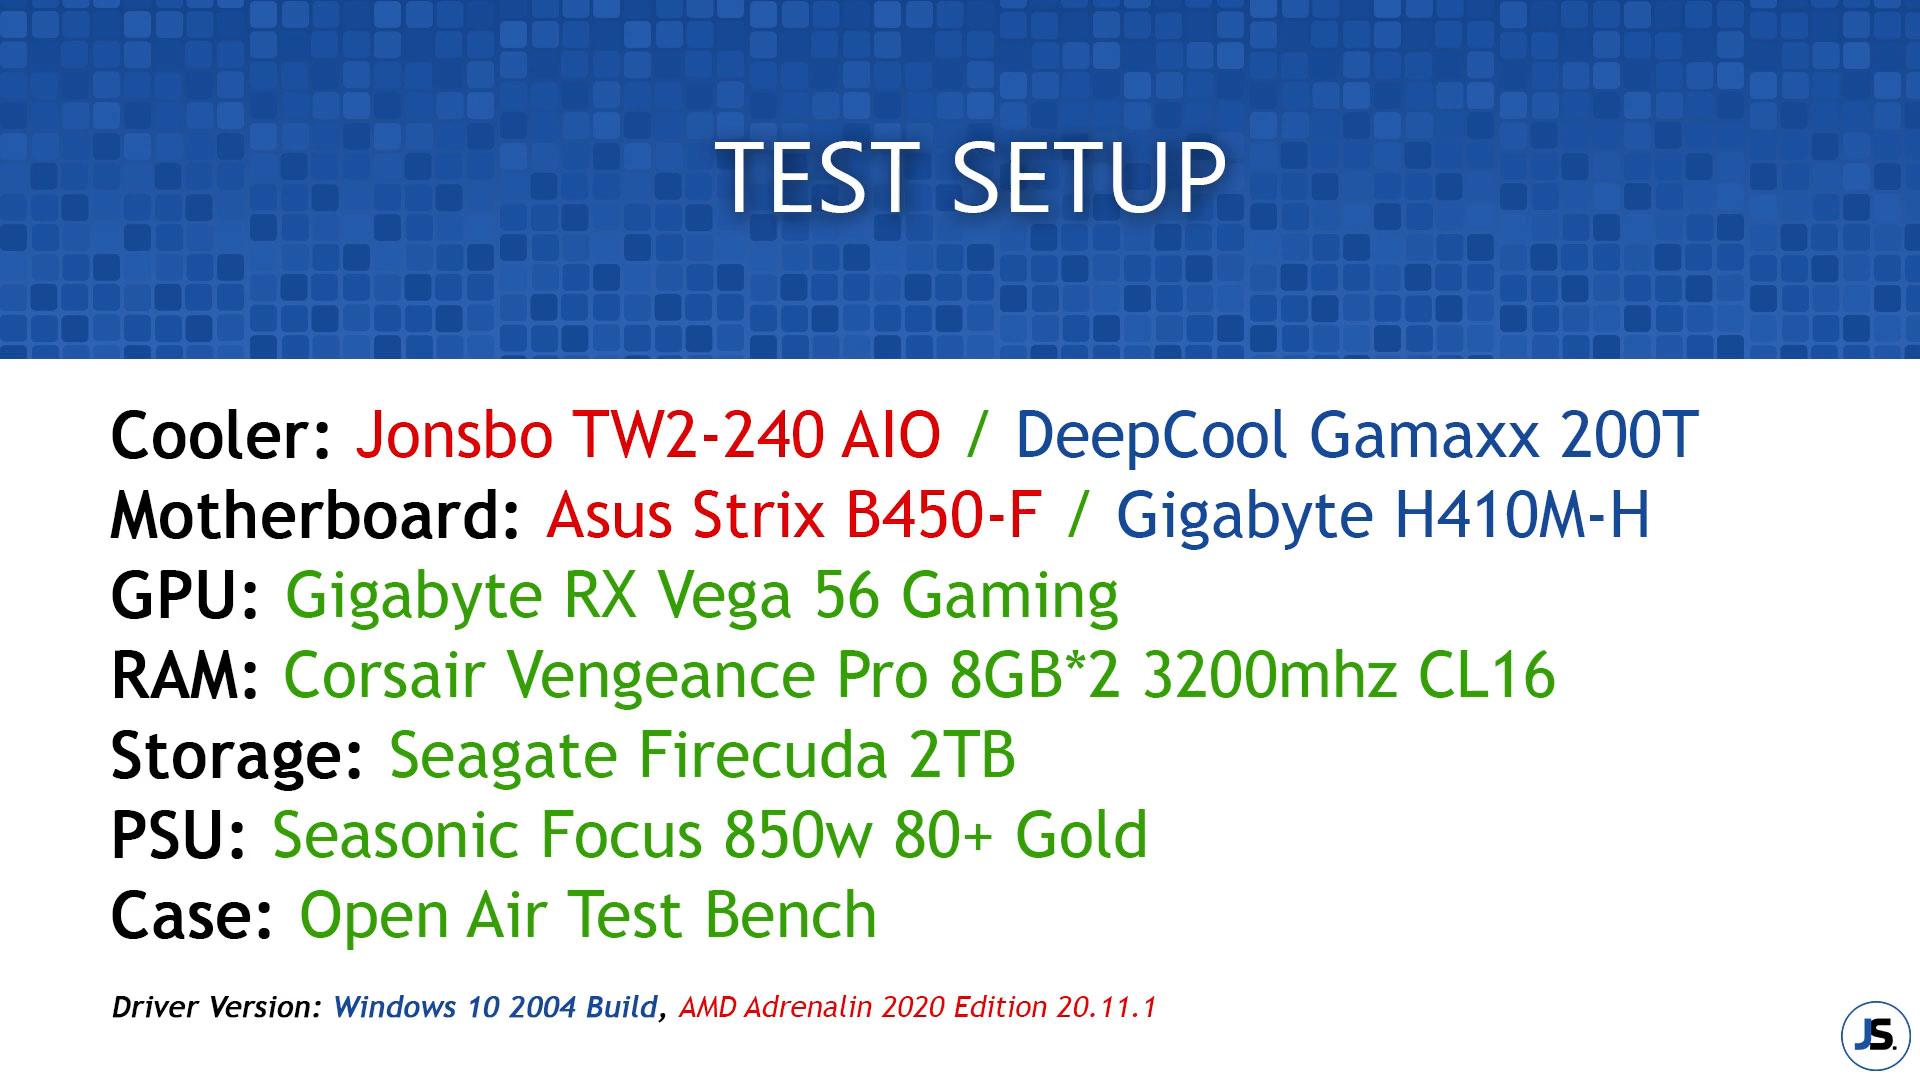 TEST SETUP
Cooler: Jonsbo TW2-240 AIO / DeepCool Gamaxx 200T
Motherboard: Asus Strix B450-F / Gigabyte H410M-H
GPU: Gigabyte RX Vega 56 Gaming
RAM: Corsair Vengeance Pro 8GB*2 3200mhz CL16
Storage: Seagate Firecuda 2TB
PSU: Seasonic Focus 850w 80+ Gold
Case: Open Air Test Bench
Driver Version: Windows 10 2004 Build, AMD Adrenalin 2020 Edition 20.11.1
JS.